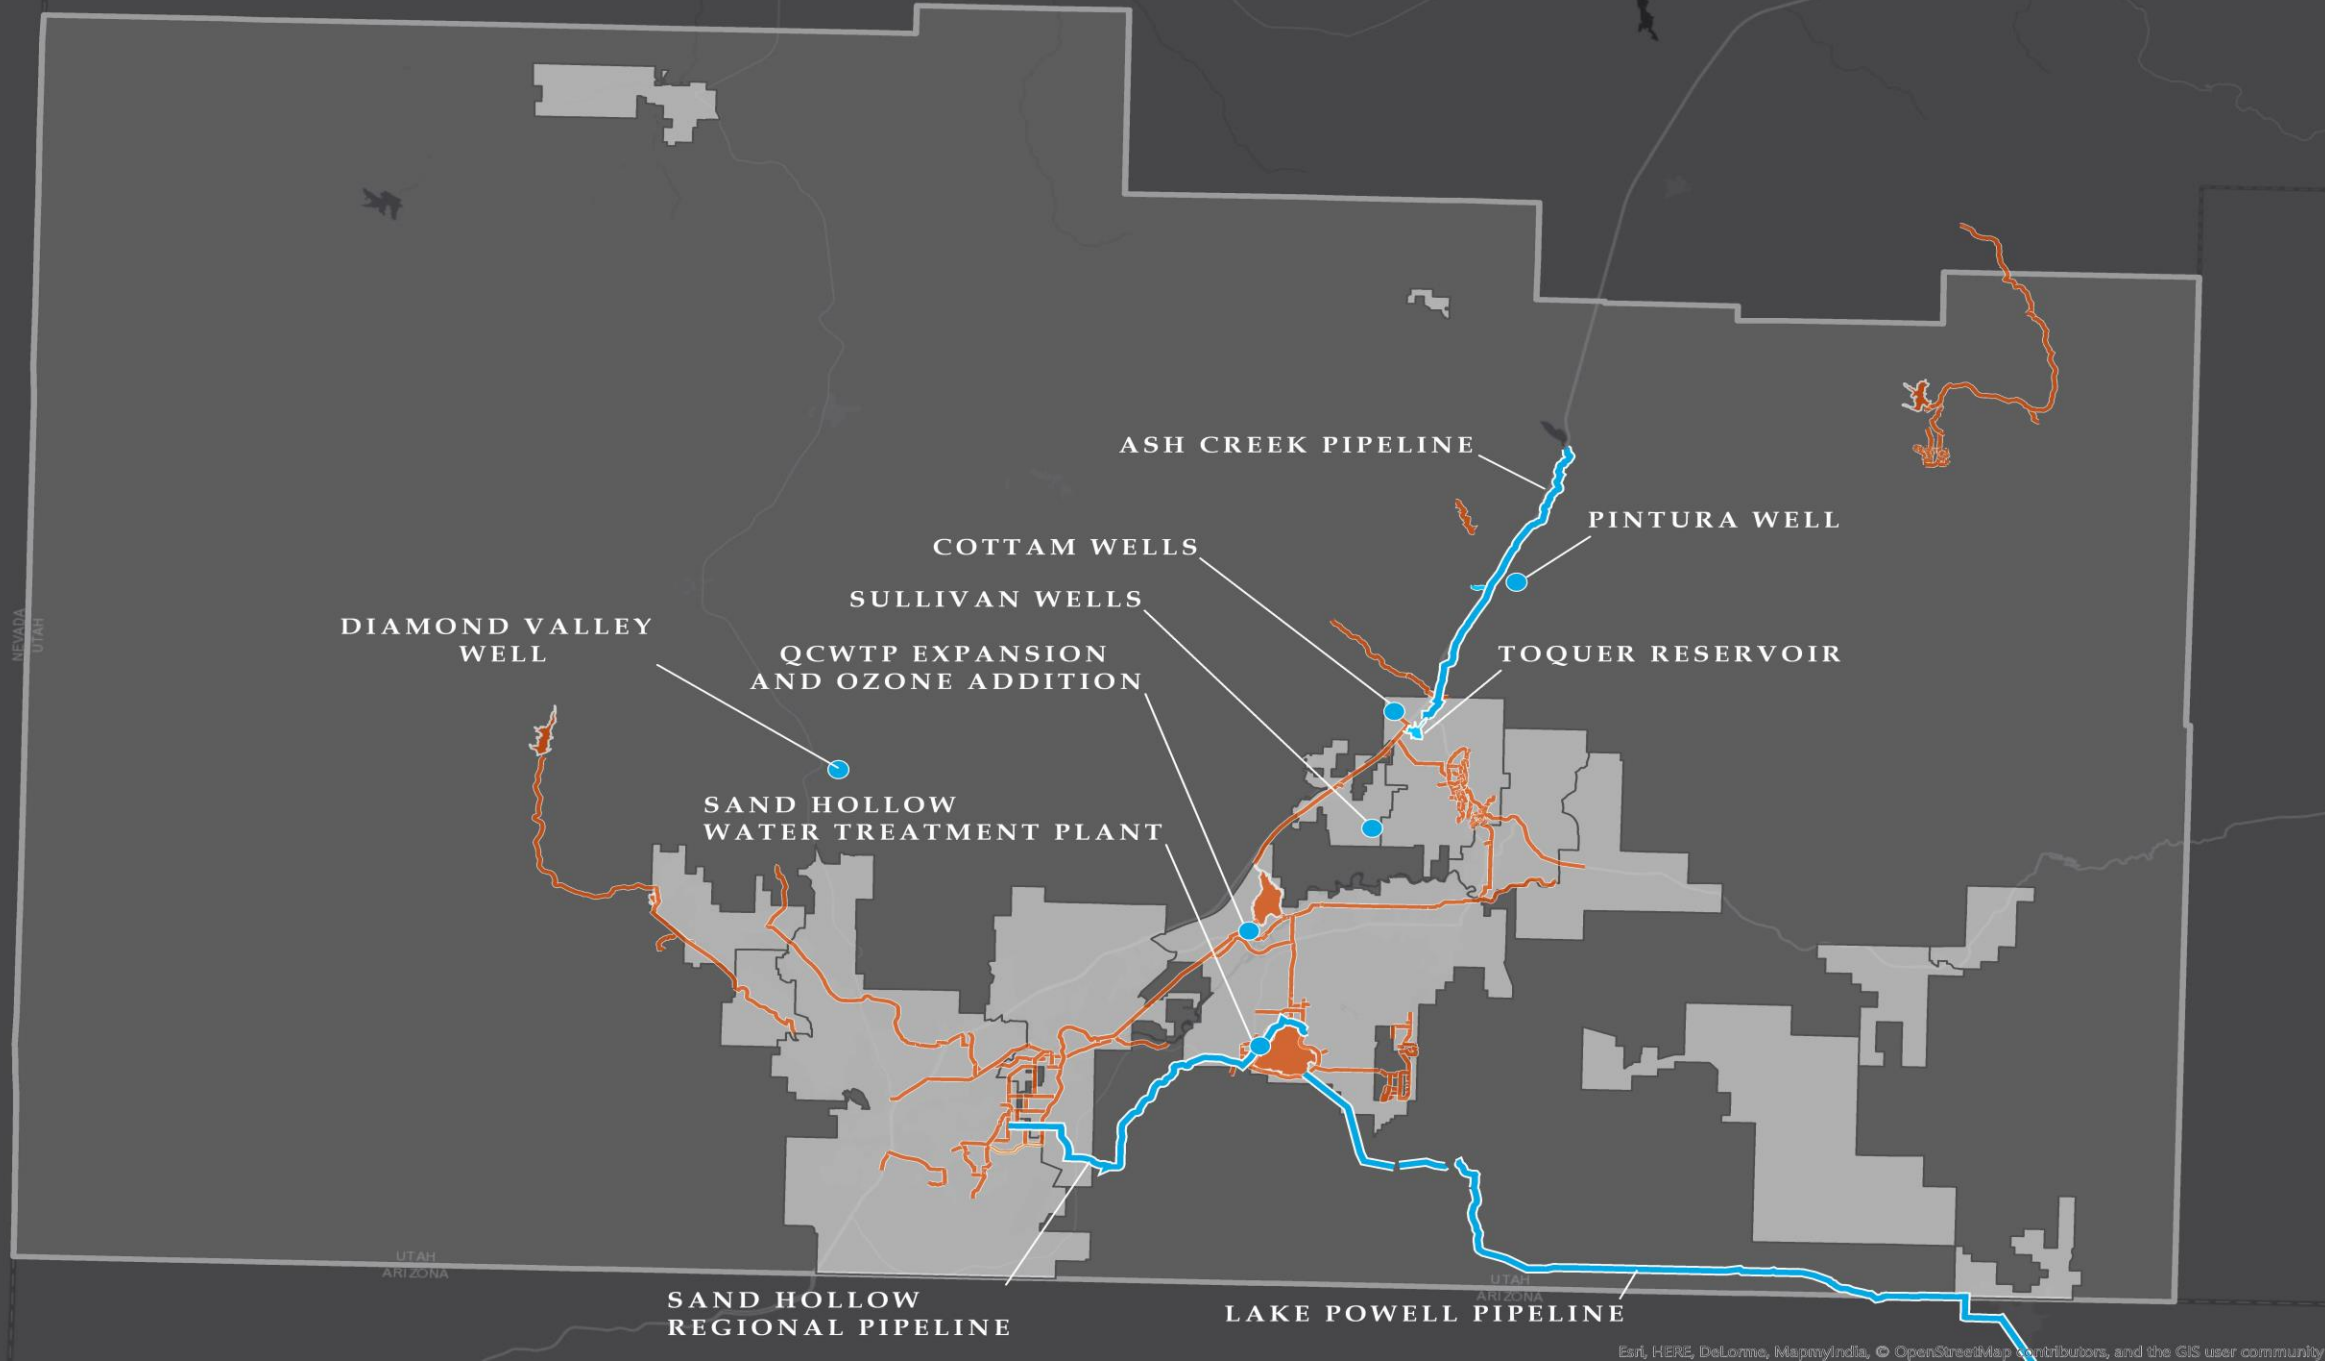 ASH CREEK PIPELINE
PINTURA WELL
COTTAM WELLS
SULLIVAN WELLS
DIAMOND VALLEY
WELL
QCWTP EXPANSION
AND OZONE ADDITION
TOQUER RESERVOIR
NEVADA
UTAH
SAND HOLLOW
WATER TREATMENT PLANT
UTAH
ARIZONA
UTAH
ARIZONA
SAND HOLLOW
REGIONAL PIPELINE
LAKE POWELL PIPELINE
Esri, HERE, DeLorme, MapmyIndia, © OpenStreetMap contributors, and the GIS user community